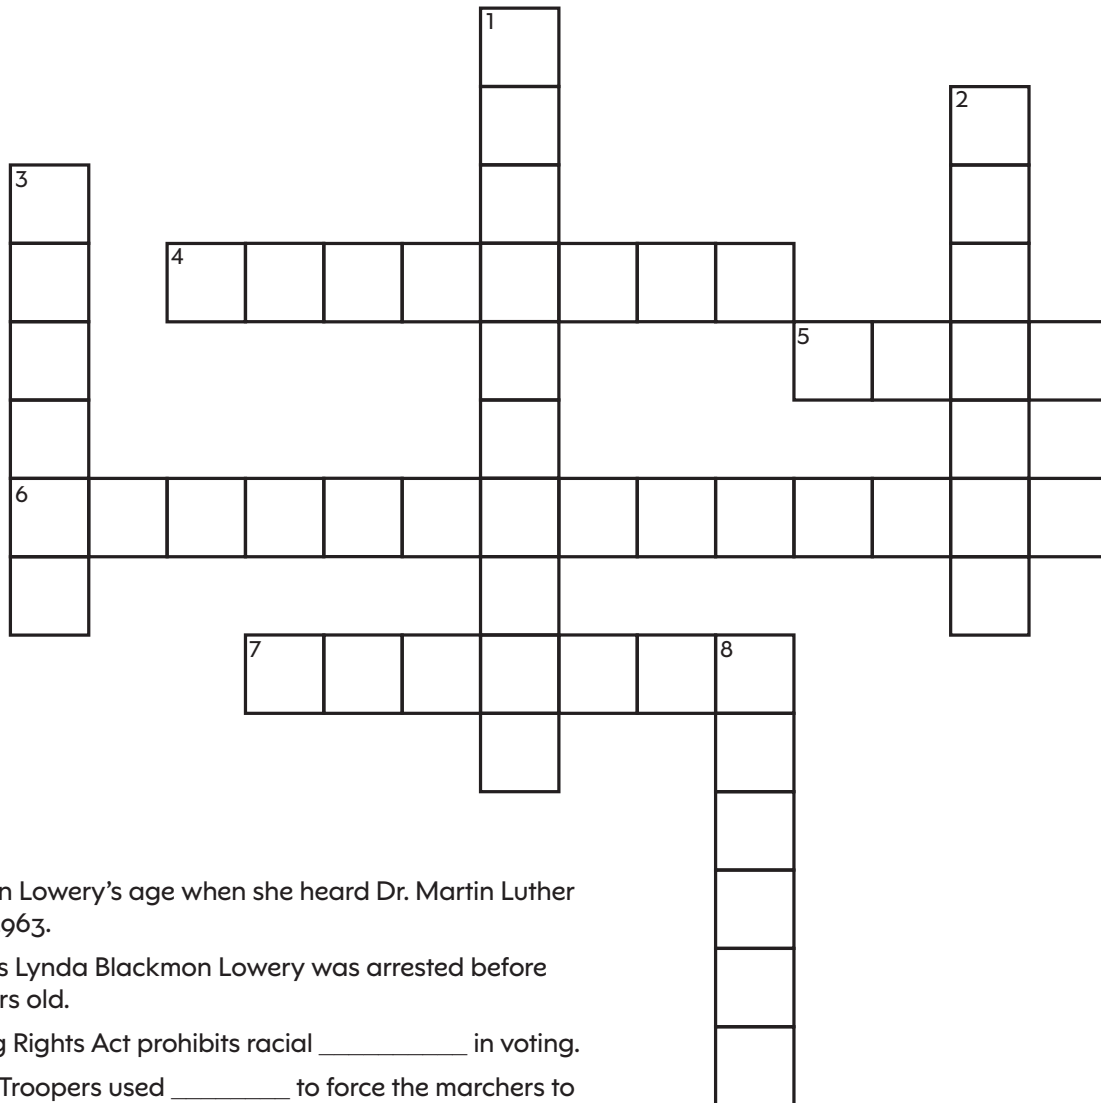 1
2
3
4
5
6
7
8
n Lowery’s age when she heard Dr. Martin Luther
963.
s Lynda Blackmon Lowery was arrested before
rs old.
g Rights Act prohibits racial __________ in voting.
Troopers used ________ to force the marchers to